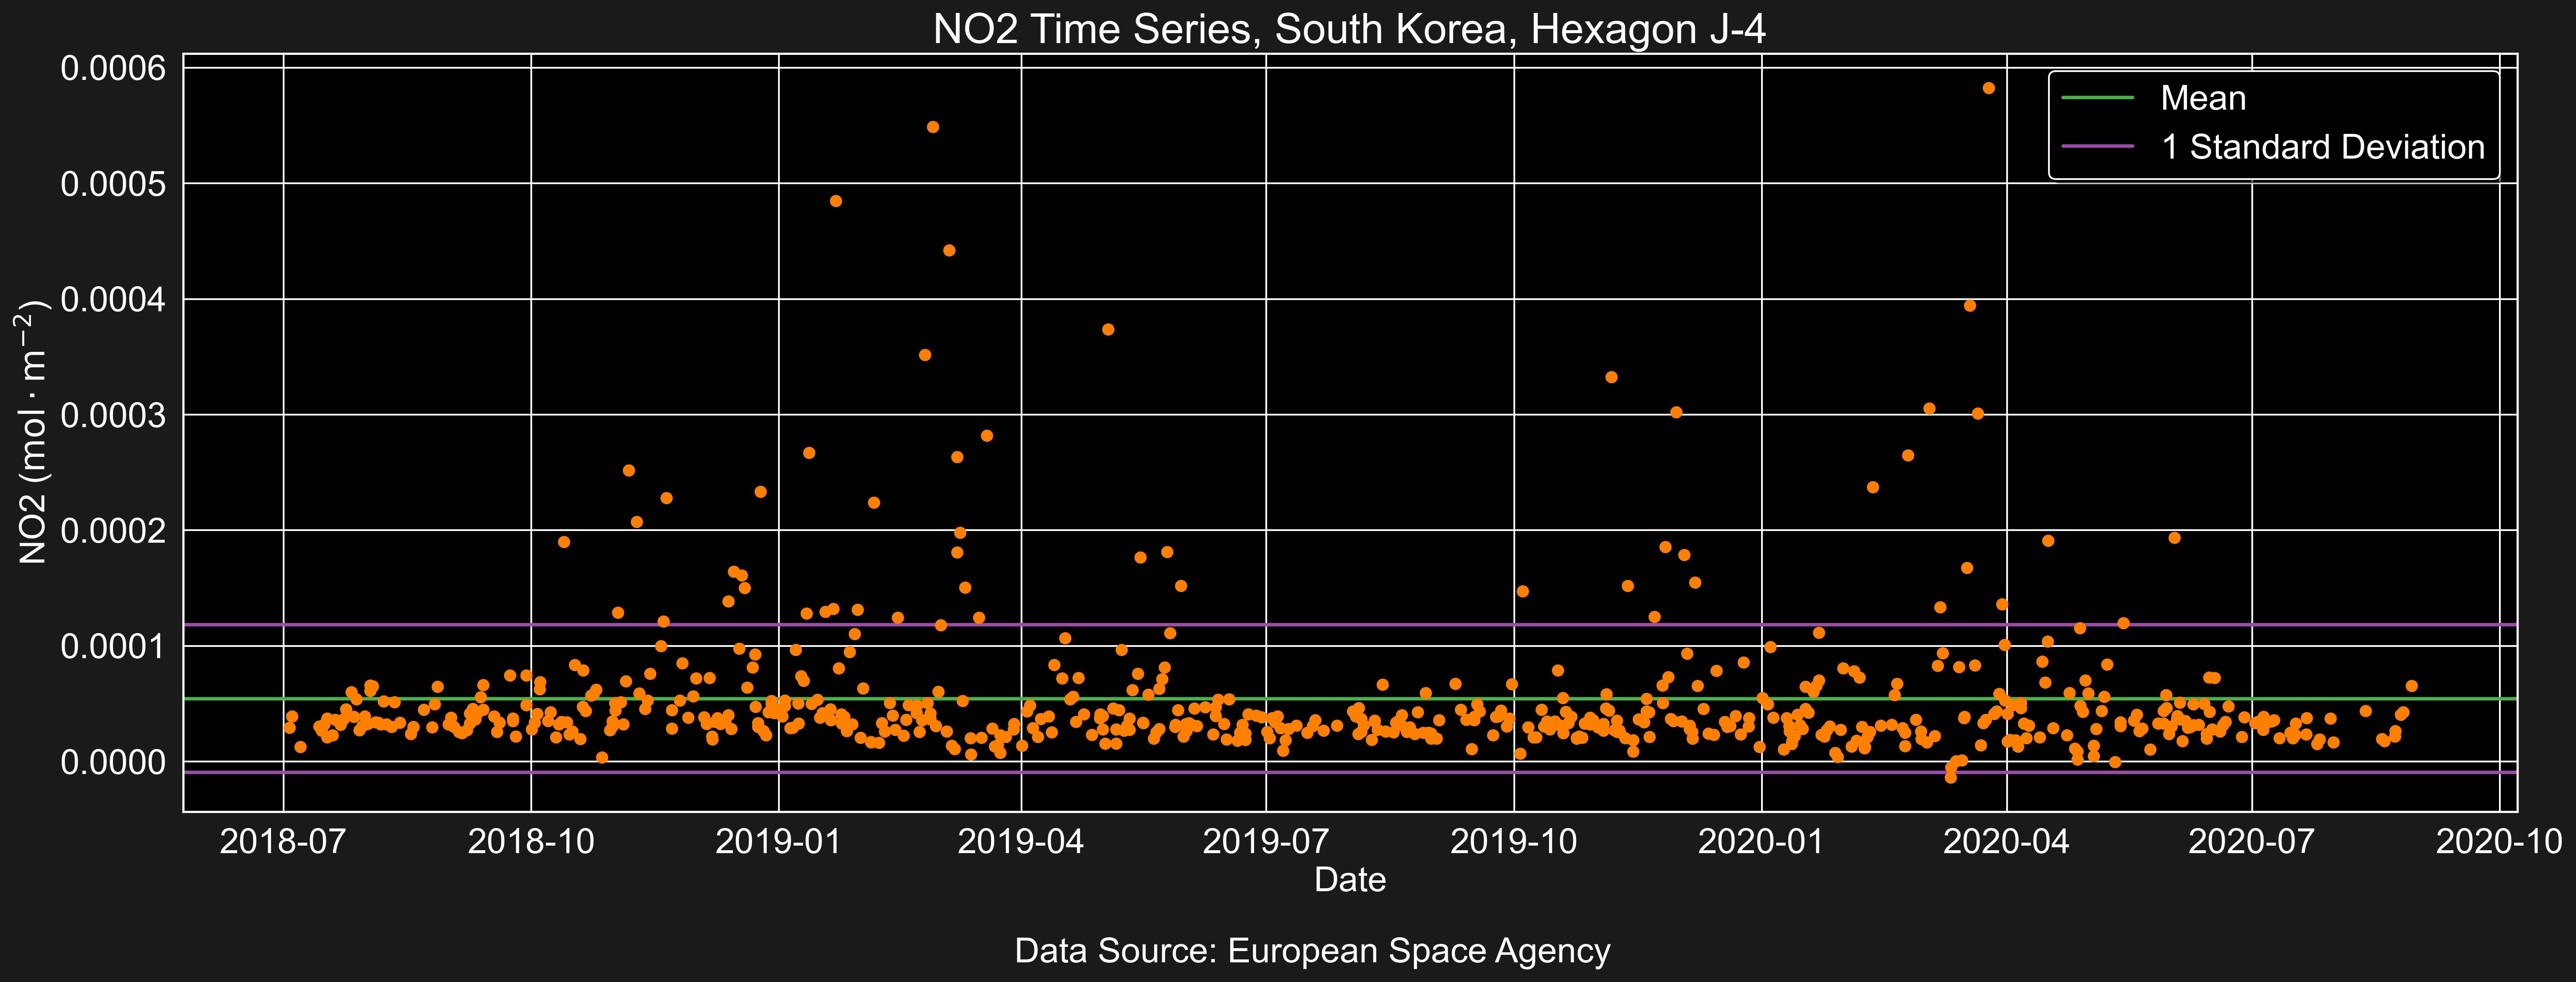 NO2 Time Series, South Korea, Hexagon J-4
Mean
1 Standard Deviation
NO2 (mol · m⁻²)
0.0006
0.0005
0.0004
0.0003
0.0002
0.0001
0.0000
2018-07 2018-10 2019-01 2019-04 2019-07 2019-10 2020-01 2020-04 2020-07 2020-10
Date
Data Source: European Space Agency